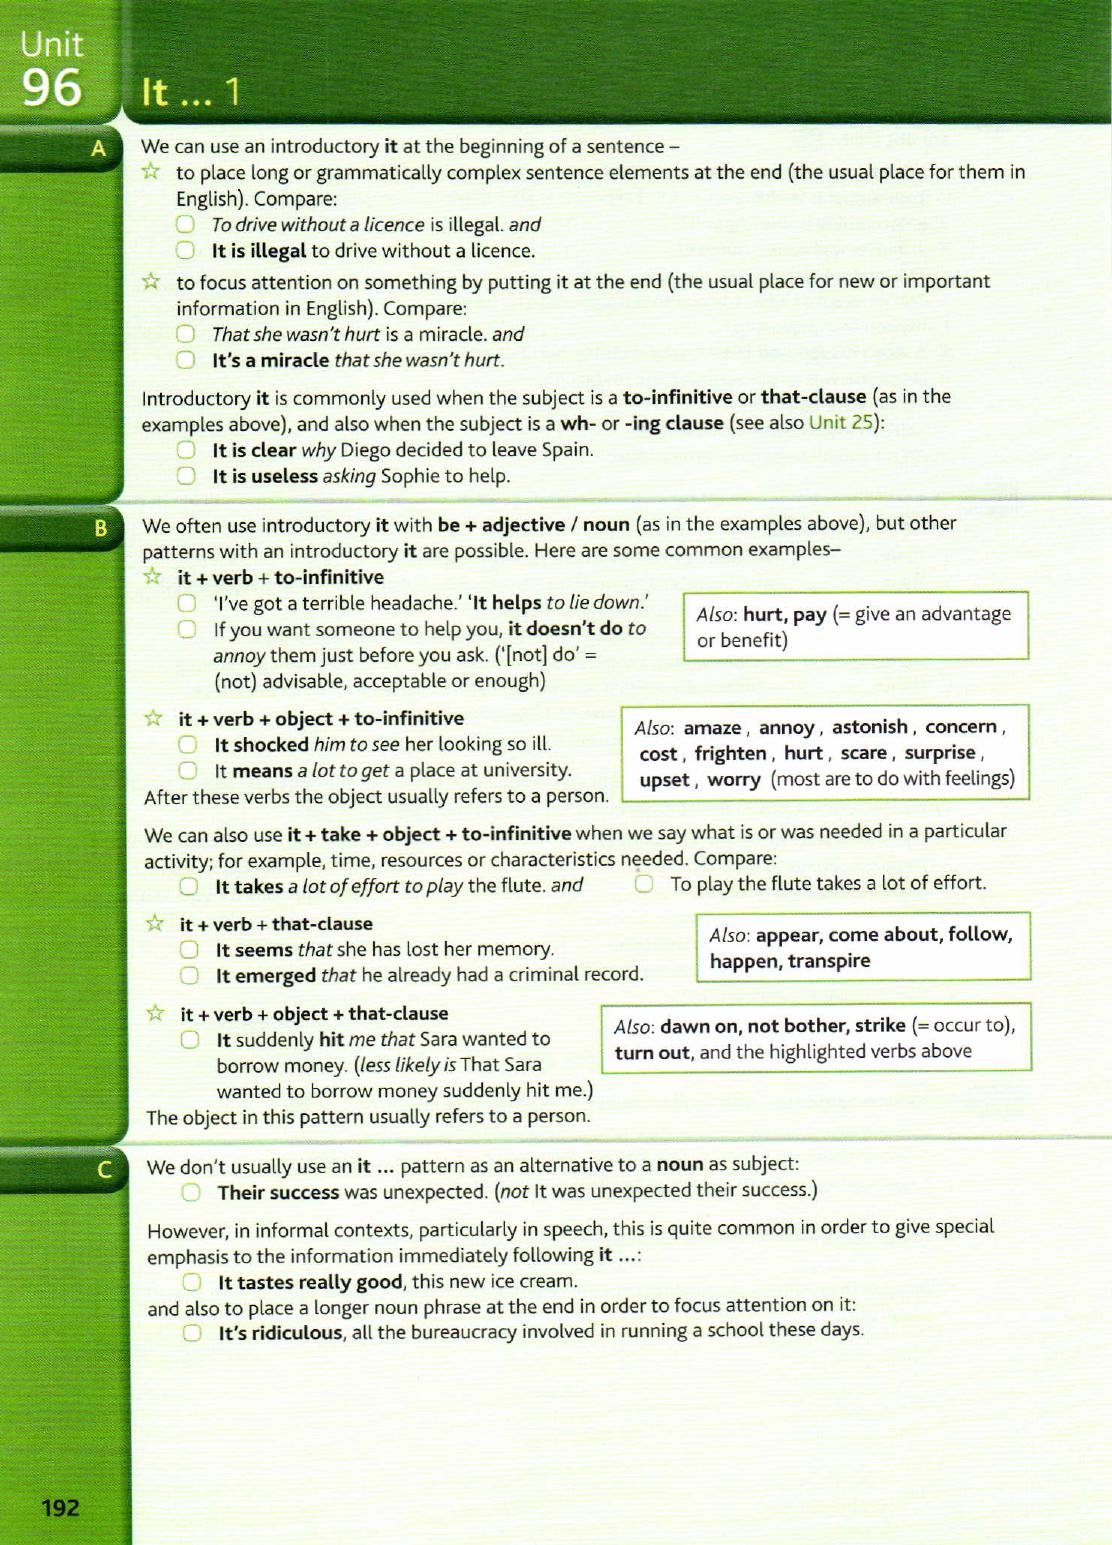 Unit
96
It ... 1
A
We can use an introductory it at the beginning of a sentence –
☆ to place long or grammatically complex sentence elements at the end (the usual place for them in
English). Compare:
To drive without a licence is illegal. and
It is illegal to drive without a licence.
☆ to focus attention on something by putting it at the end (the usual place for new or important
information in English). Compare:
That she wasn't hurt is a miracle. and
It's a miracle that she wasn't hurt.
Introductory it is commonly used when the subject is a to-infinitive or that-clause (as in the
examples above), and also when the subject is a wh- or -ing clause (see also Unit 25):
It is clear why Diego decided to leave Spain.
It is useless asking Sophie to help.
B
We often use introductory it with be + adjective / noun (as in the examples above), but other
patterns with an introductory it are possible. Here are some common examples–
☆ it + verb + to-infinitive
'I've got a terrible headache.' 'It helps to lie down.'
If you want someone to help you, it doesn't do to
annoy them just before you ask. ('[not] do' =
(not) advisable, acceptable or enough)
Also: hurt, pay (= give an advantage
or benefit)
☆ it + verb + object + to-infinitive
It shocked him to see her looking so ill.
It means a lot to get a place at university.
After these verbs the object usually refers to a person.
Also: amaze, annoy, astonish, concern,
cost, frighten, hurt, scare, surprise,
upset, worry (most are to do with feelings)
We can also use it + take + object + to-infinitive when we say what is or was needed in a particular
activity; for example, time, resources or characteristics needed. Compare:
It takes a lot of effort to play the flute. and To play the flute takes a lot of effort.
☆ it + verb + that-clause
It seems that she has lost her memory.
It emerged that he already had a criminal record.
Also: appear, come about, follow,
happen, transpire
☆ it + verb + object + that-clause
It suddenly hit me that Sara wanted to
borrow money. (less likely is That Sara
wanted to borrow money suddenly hit me.)
The object in this pattern usually refers to a person.
Also: dawn on, not bother, strike (= occur to),
turn out, and the highlighted verbs above
C
We don't usually use an it ... pattern as an alternative to a noun as subject:
Their success was unexpected. (not It was unexpected their success.)
However, in informal contexts, particularly in speech, this is quite common in order to give special
emphasis to the information immediately following it ...:
It tastes really good, this new ice cream.
and also to place a longer noun phrase at the end in order to focus attention on it:
It's ridiculous, all the bureaucracy involved in running a school these days.
192